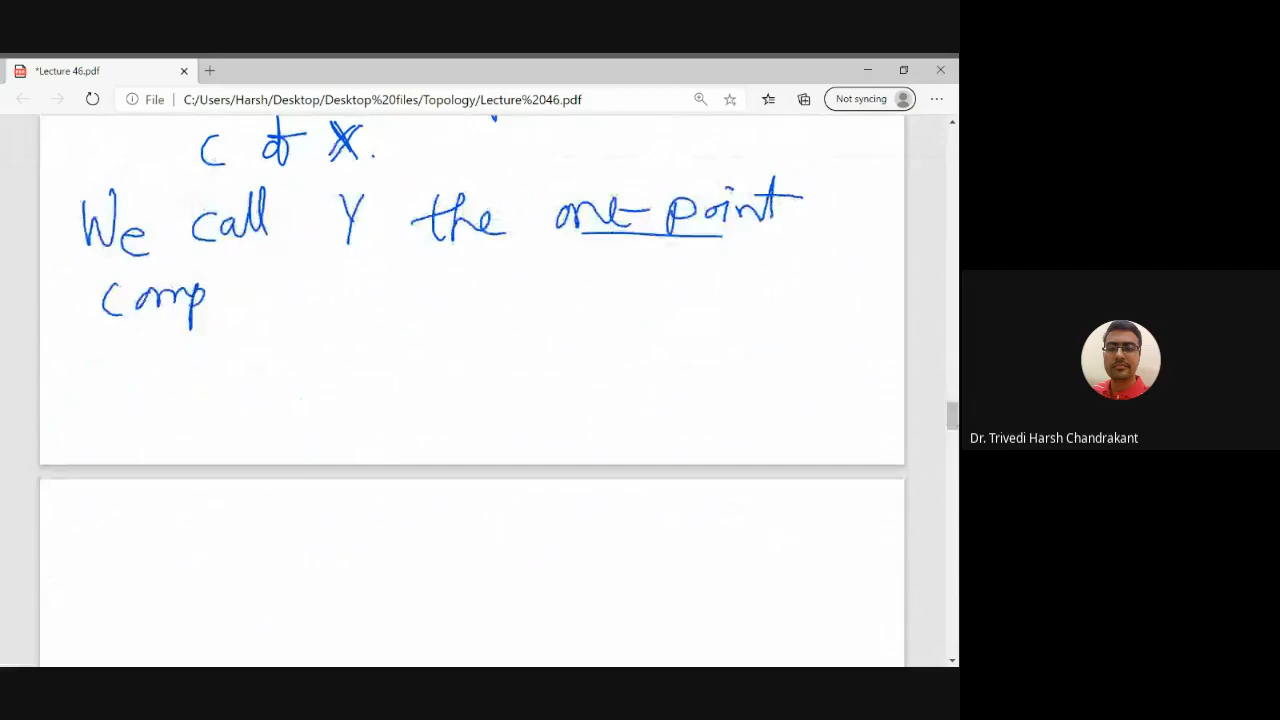 *Lecture 46.pdf
File
C:/Users/Harsh/Desktop/Desktop%20files/Topology/Lecture%2046.pdf
Not syncing
C of X.
We call Y the one-point
comp
Dr. Trivedi Harsh Chandrakant